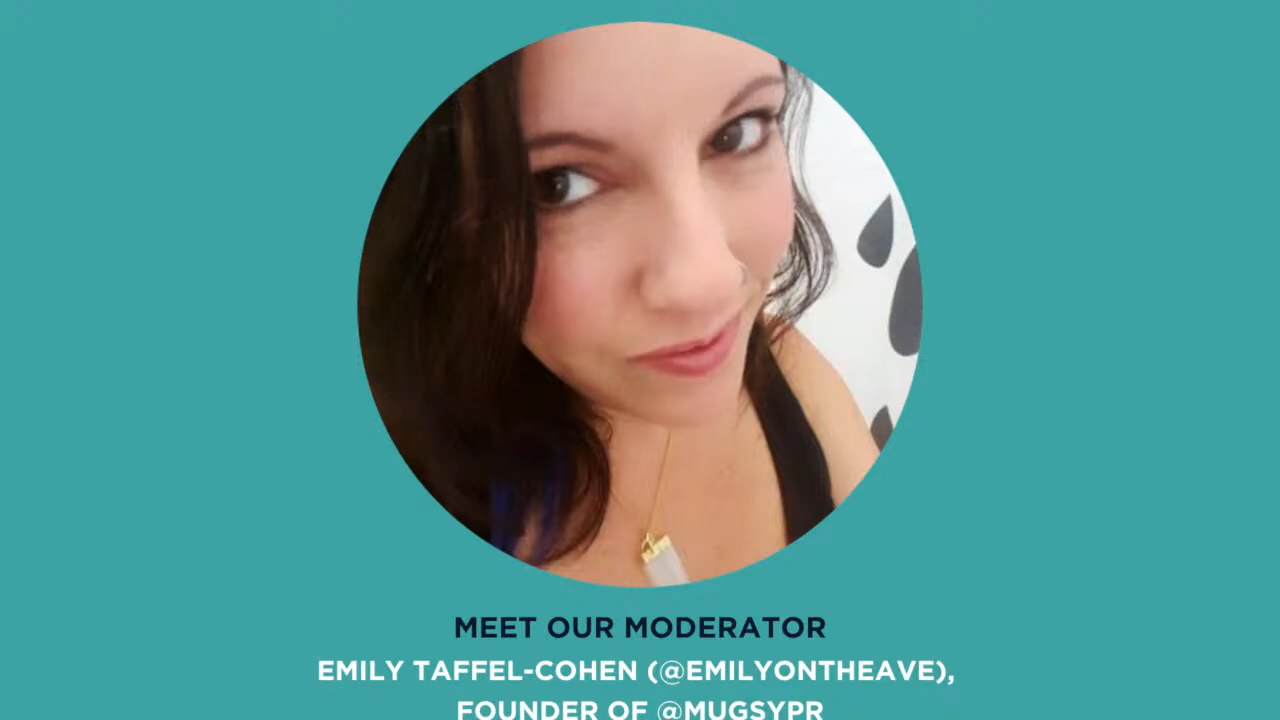 MEET OUR MODERATOR
EMILY TAFFEL-COHEN (@EMILYONTHEAVE),
FOUNDER OF @MUGSYPR